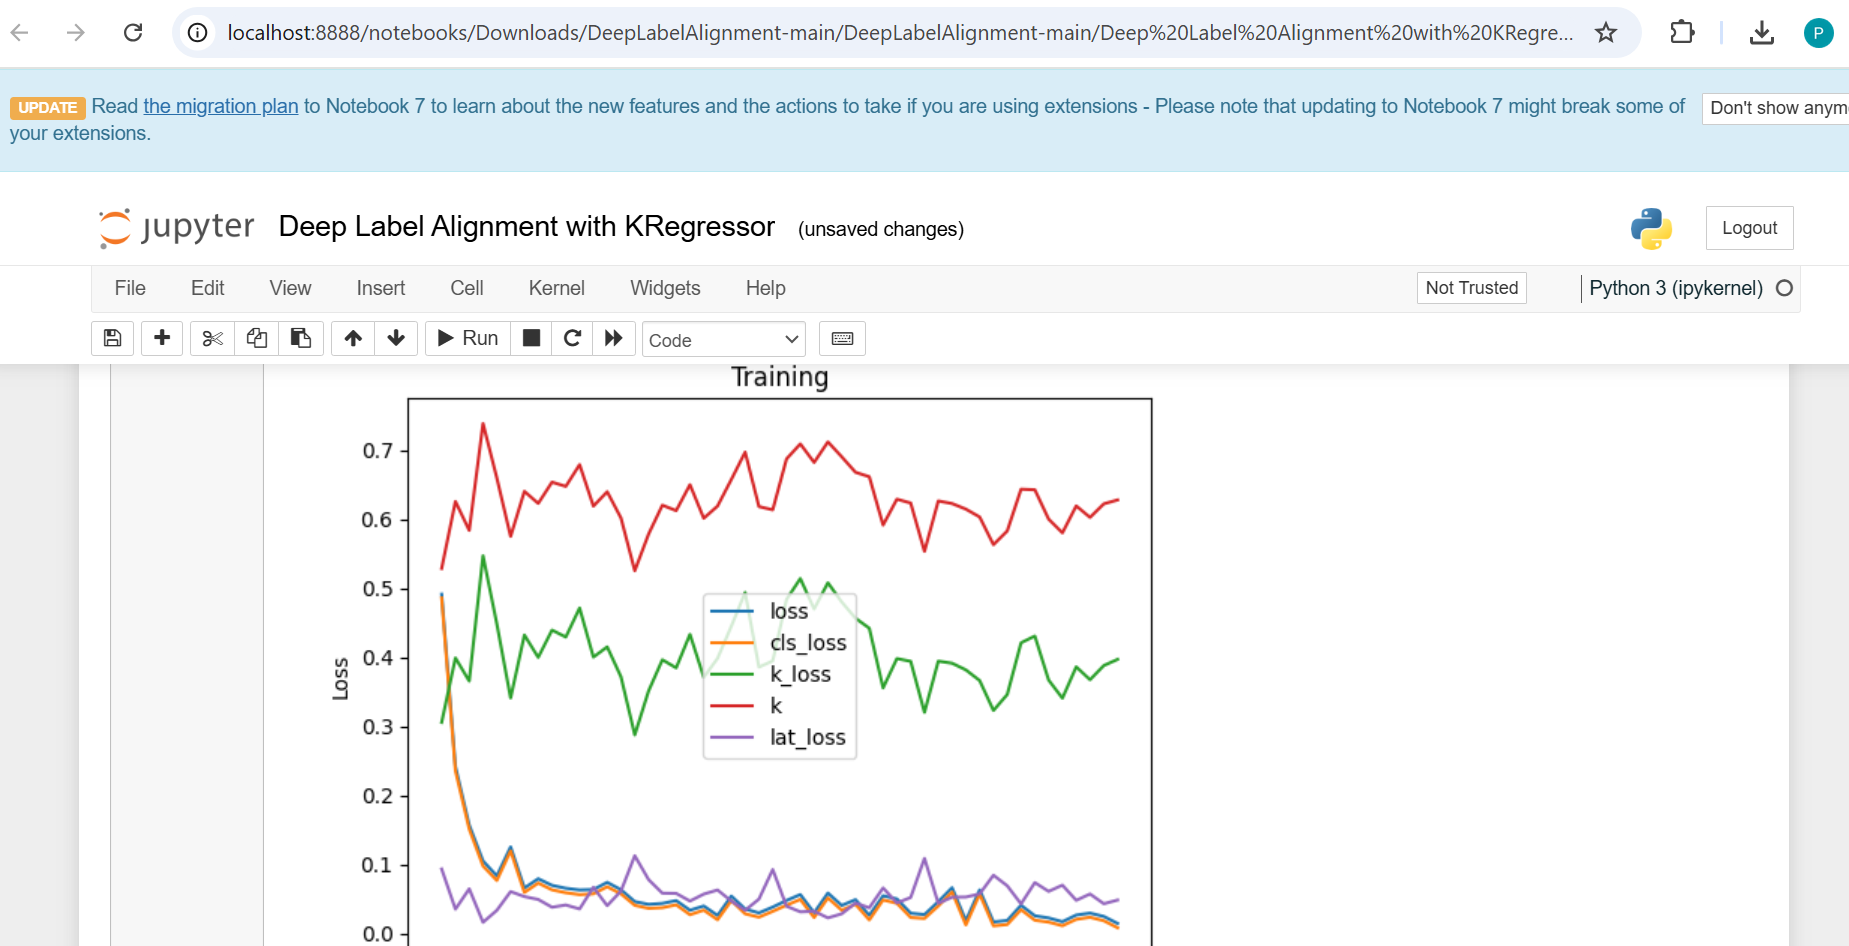 localhost:8888/notebooks/Downloads/DeepLabelAlignment-main/DeepLabelAlignment-main/Deep%20Label%20Alignment%20with%20KRegre...
P
UPDATE Read the migration plan to Notebook 7 to learn about the new features and the actions to take if you are using extensions - Please note that updating to Notebook 7 might break some of
your extensions.
Don't show anym
jupyter Deep Label Alignment with KRegressor (unsaved changes)
Logout
File Edit View Insert Cell Kernel Widgets Help
Not Trusted
Python 3 (ipykernel)
Run
Code
Training
0.7
0.6
0.5
0.4
0.3
0.2
0.1
0.0
Loss
loss
cls_loss
k_loss
k
lat_loss